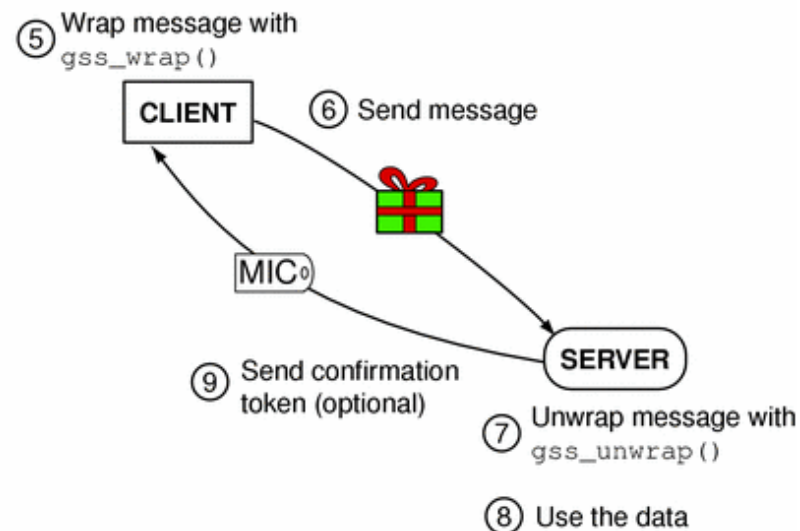 ⑤ Wrap message with
gss_wrap()
CLIENT
⑥ Send message
MIC
SERVER
⑨ Send confirmation
token (optional)
⑦ Unwrap message with
gss_unwrap()
⑧ Use the data